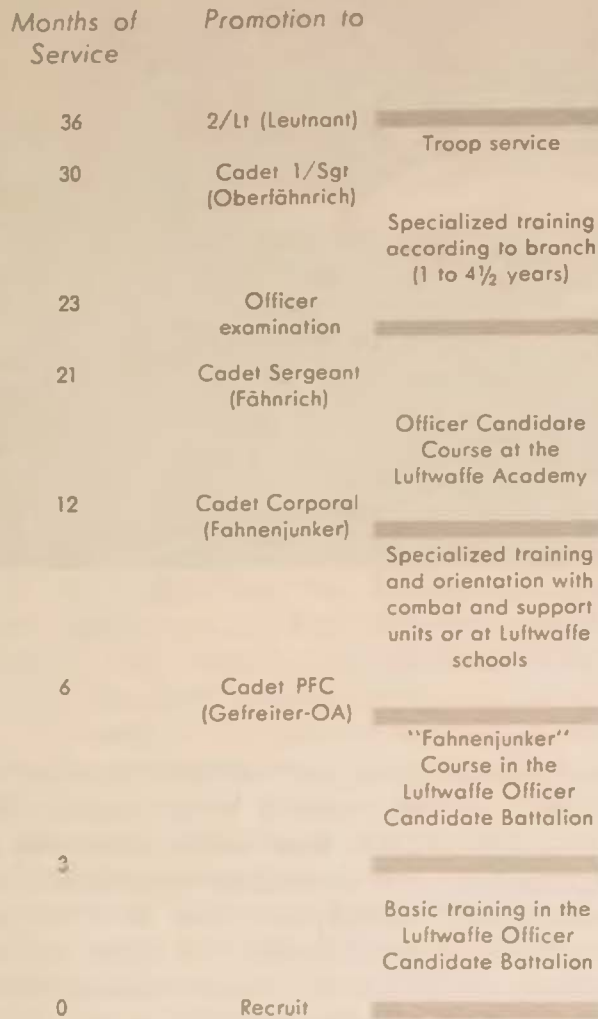 Months of Service
Promotion to
36
2/Lt (Leutnant)
Troop service
30
Cadet 1/Sgt
(Oberfähnrich)
Specialized training
according to branch
(1 to 4½ years)
23
Officer
examination
21
Cadet Sergeant
(Fähnrich)
Officer Candidate
Course at the
Luftwaffe Academy
12
Cadet Corporal
(Fahnenjunker)
Specialized training
and orientation with
combat and support
units or at Luftwaffe
schools
6
Cadet PFC
(Gefreiter-OA)
"Fahnenjunker"
Course in the
Luftwaffe Officer
Candidate Battalion
3
Basic training in the
Luftwaffe Officer
Candidate Battalion
0
Recruit